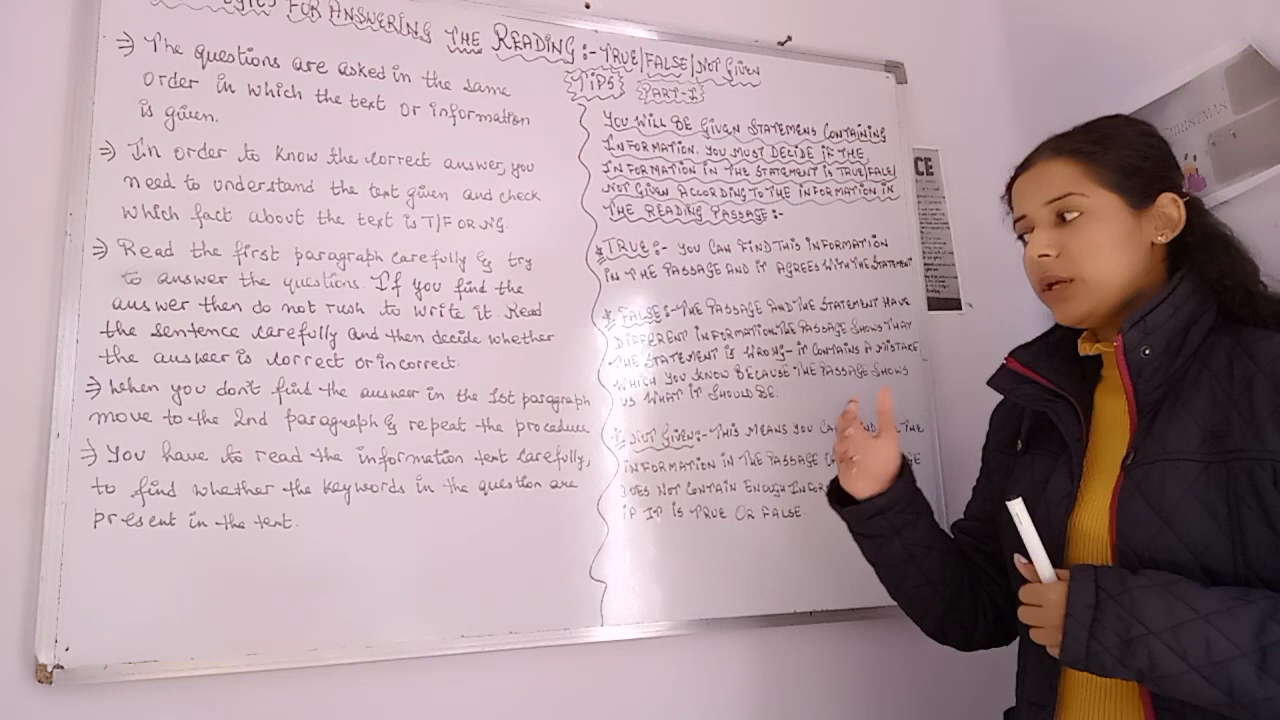 FOR ANSWERING THE READING:- TRUE/FALSE/NOT GIVEN
TIPS
PART-I
⇒ The questions are asked in the same
order in which the text or information
is given.
⇒ In order to know the correct answer, you
need to understand the text given and check
which fact about the text is T/F OR NG.
⇒ Read the first paragraph carefully & try
to answer the questions. If you find the
answer then do not rush to write it. Read
the sentence carefully and then decide whether
the answer is correct or incorrect.
⇒ When you don't find the answer in the 1st paragraph
move to the 2nd paragraph & repeat the procedure
⇒ You have to read the information text carefully,
to find whether the keywords in the question are
present in the text.
YOU WILL BE GIVEN STATEMENS CONTAINING
INFORMATION. YOU MUST DECIDE IF THE
INFORMATION IN THE STATEMENT IS TRUE/FALSE/
NOT GIVEN ACCORDING TO THE INFORMATION IN
THE READING PASSAGE:-
* TRUE:- YOU CAN FIND THIS INFORMATION
IN THE PASSAGE AND IT AGREES WITH THE STATEMENT
* FALSE:- THE PASSAGE AND THE STATEMENT HAVE
DIFFERENT INFORMATION. THE PASSAGE SHOWS THAT
THE STATEMENT IS WRONG- IT CONTAINS A MISTAKE
WHICH YOU KNOW BECAUSE THE PASSAGE SHOWS
US WHAT IT SHOULD BE.
* NOT GIVEN:- THIS MEANS YOU THE
INFORMATION IN THE PASSAGE
DOES NOT CONTAIN ENOUGH
IF IT IS TRUE OR FALSE.
CHRISTMAS
CE